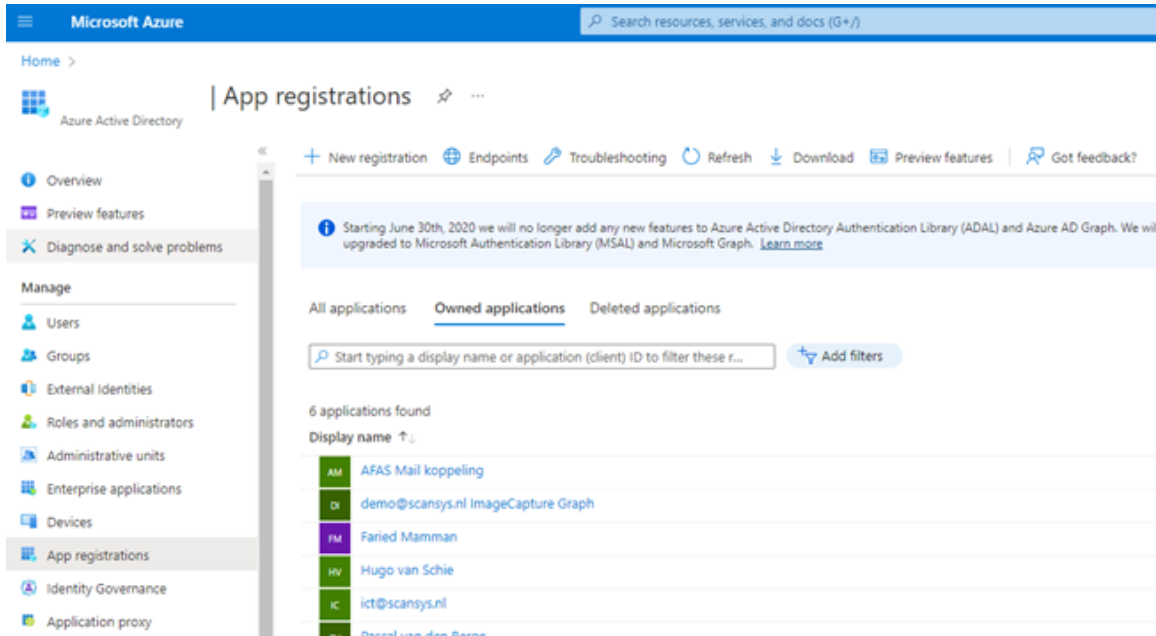 Microsoft Azure
Search resources, services, and docs (G+/)
Home >
| App registrations
Azure Active Directory
New registration Endpoints Troubleshooting Refresh Download Preview features Got feedback?
Overview
Preview features
Diagnose and solve problems
Manage
Users
Groups
External Identities
Roles and administrators
Administrative units
Enterprise applications
Devices
App registrations
Identity Governance
Application proxy
Starting June 30th, 2020 we will no longer add any new features to Azure Active Directory Authentication Library (ADAL) and Azure AD Graph. We wil
upgraded to Microsoft Authentication Library (MSAL) and Microsoft Graph. Learn more
All applications Owned applications Deleted applications
Start typing a display name or application (client) ID to filter these r... Add filters
6 applications found
Display name
AM AFAS Mail koppeling
DI demo@scansys.nl ImageCapture Graph
FM Faried Mamman
HV Hugo van Schie
IC ict@scansys.nl
Pascal van den Berge